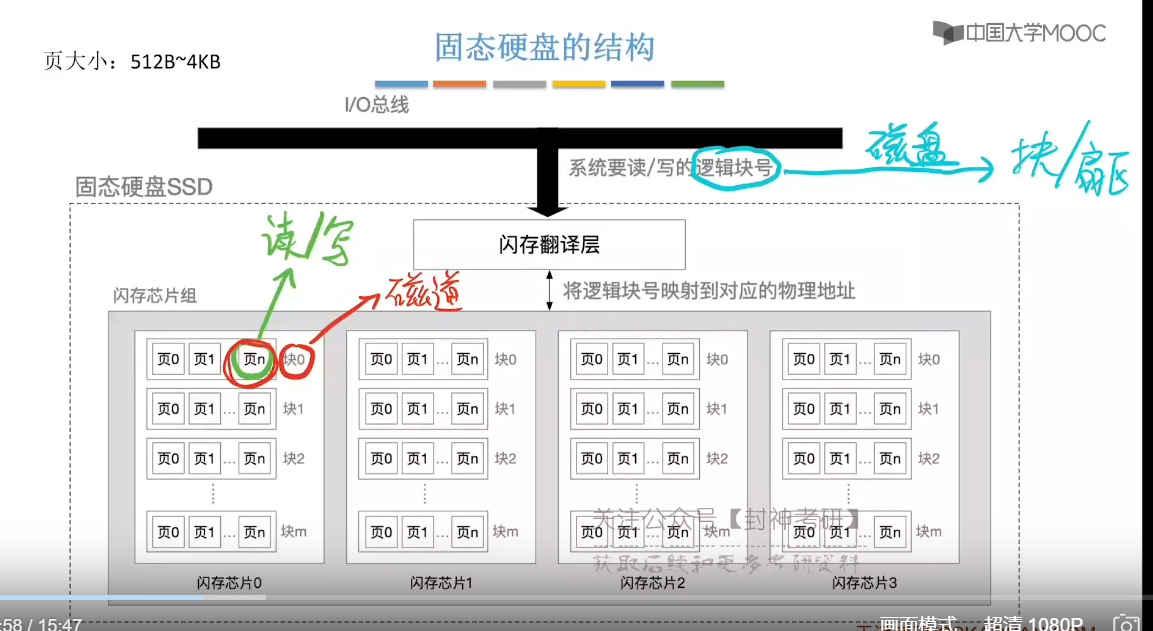 固态硬盘的结构
中国大学MOOC
页大小：512B~4KB
I/O总线
系统要读/写的逻辑块号
磁盘
块/扇区
固态硬盘SSD
读/写
闪存翻译层
磁道
闪存芯片组
将逻辑块号映射到对应的物理地址
页0 页1 … 页n 块0 页0 页1 … 页n 块0 页0 页1 … 页n 块0 页0 页1 … 页n 块0
页0 页1 … 页n 块1 页0 页1 … 页n 块1 页0 页1 … 页n 块1 页0 页1 … 页n 块1
页0 页1 … 页n 块2 页0 页1 … 页n 块2 页0 页1 … 页n 块2 页0 页1 … 页n 块2
关注公众号【封神考研】
页0 页1 … 页n 块m 页0 页1 … 页n 块m 页0 页1 … 页n 块m 页0 页1 … 页n 块m
获取后续和更多考研资料
闪存芯片0 闪存芯片1 闪存芯片2 闪存芯片3
:58 / 15:47
画面模式 超清 1080P